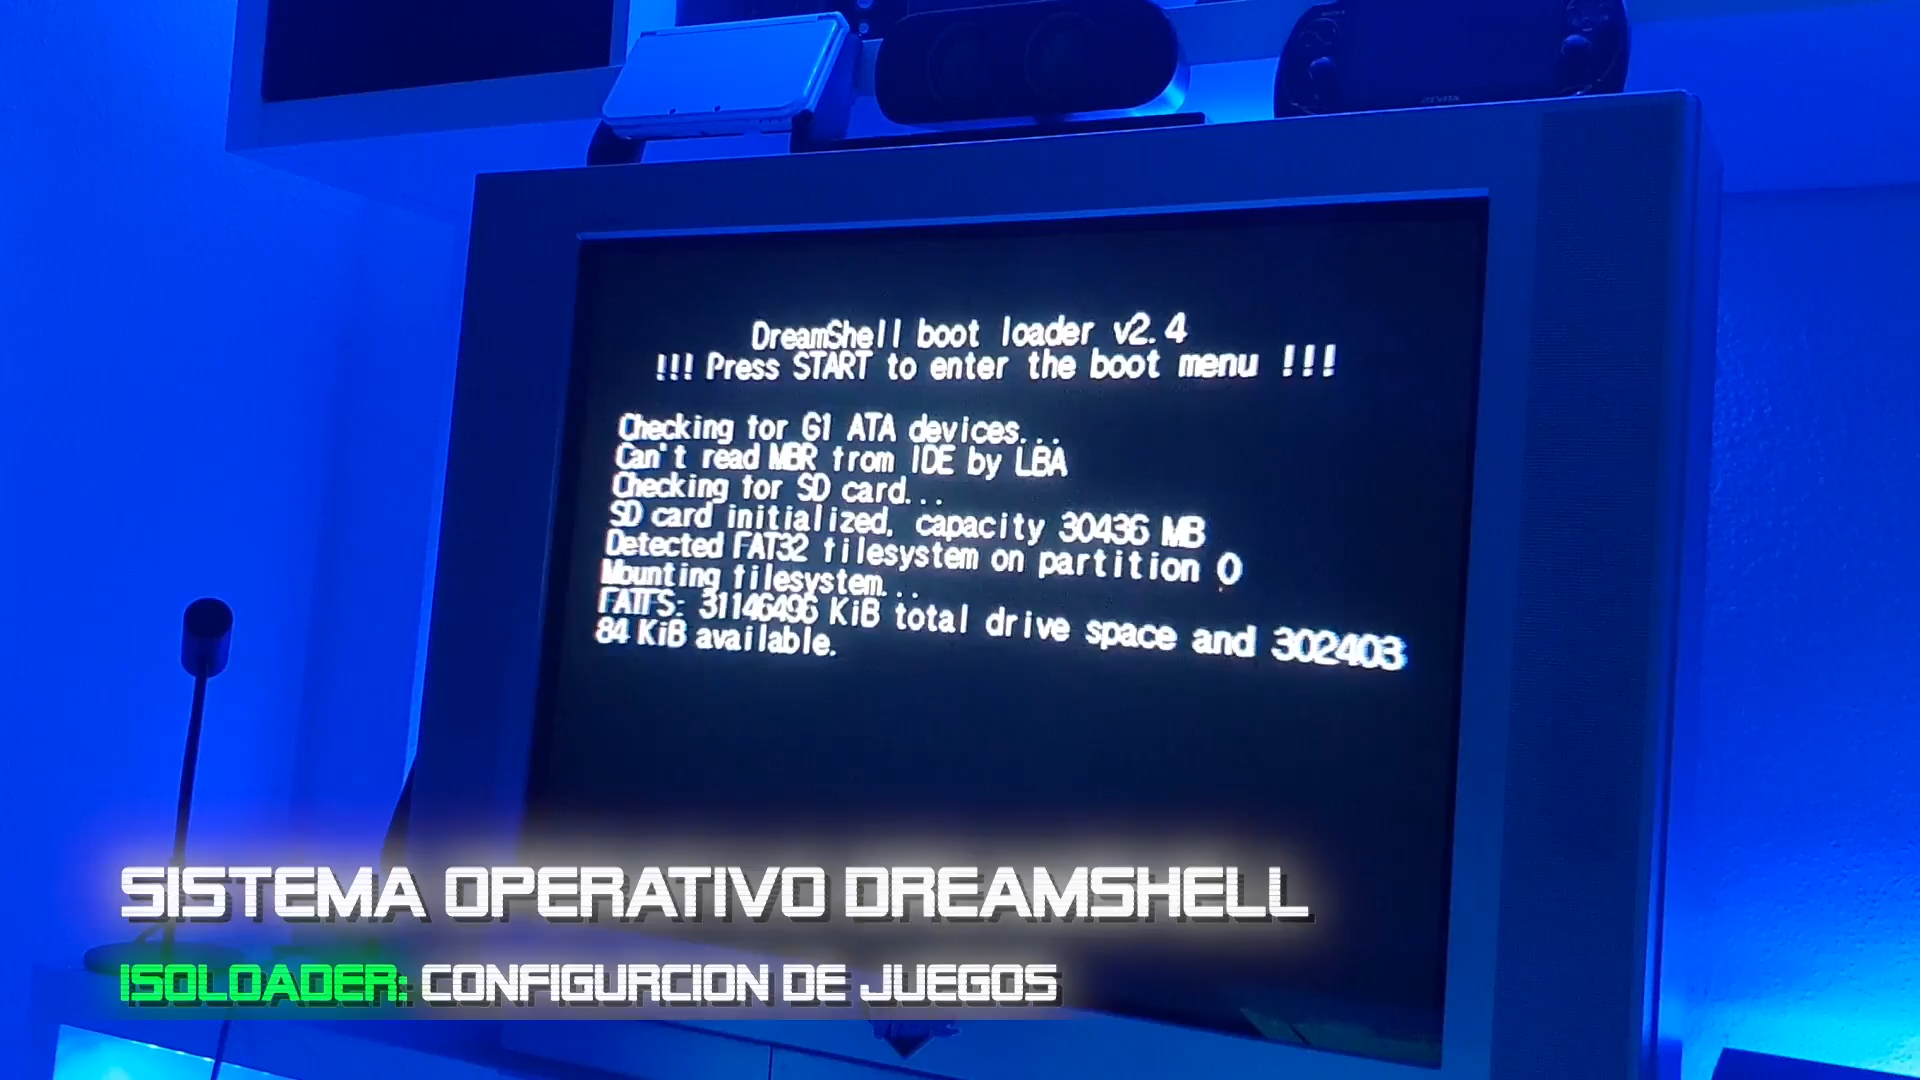 PSVITA
DreamShell boot loader v2.4
!!! Press START to enter the boot menu !!!
Checking for G1 ATA devices...
Can't read MBR from IDE by LBA
Checking for SD card...
SD card initialized, capacity 30436 MB
Detected FAT32 filesystem on partition 0
Mounting filesystem...
FATFS: 31146496 KiB total drive space and 302403
84 KiB available.
SISTEMA OPERATIVO DREAMSHELL
ISOLOADER: CONFIGURCION DE JUEGOS